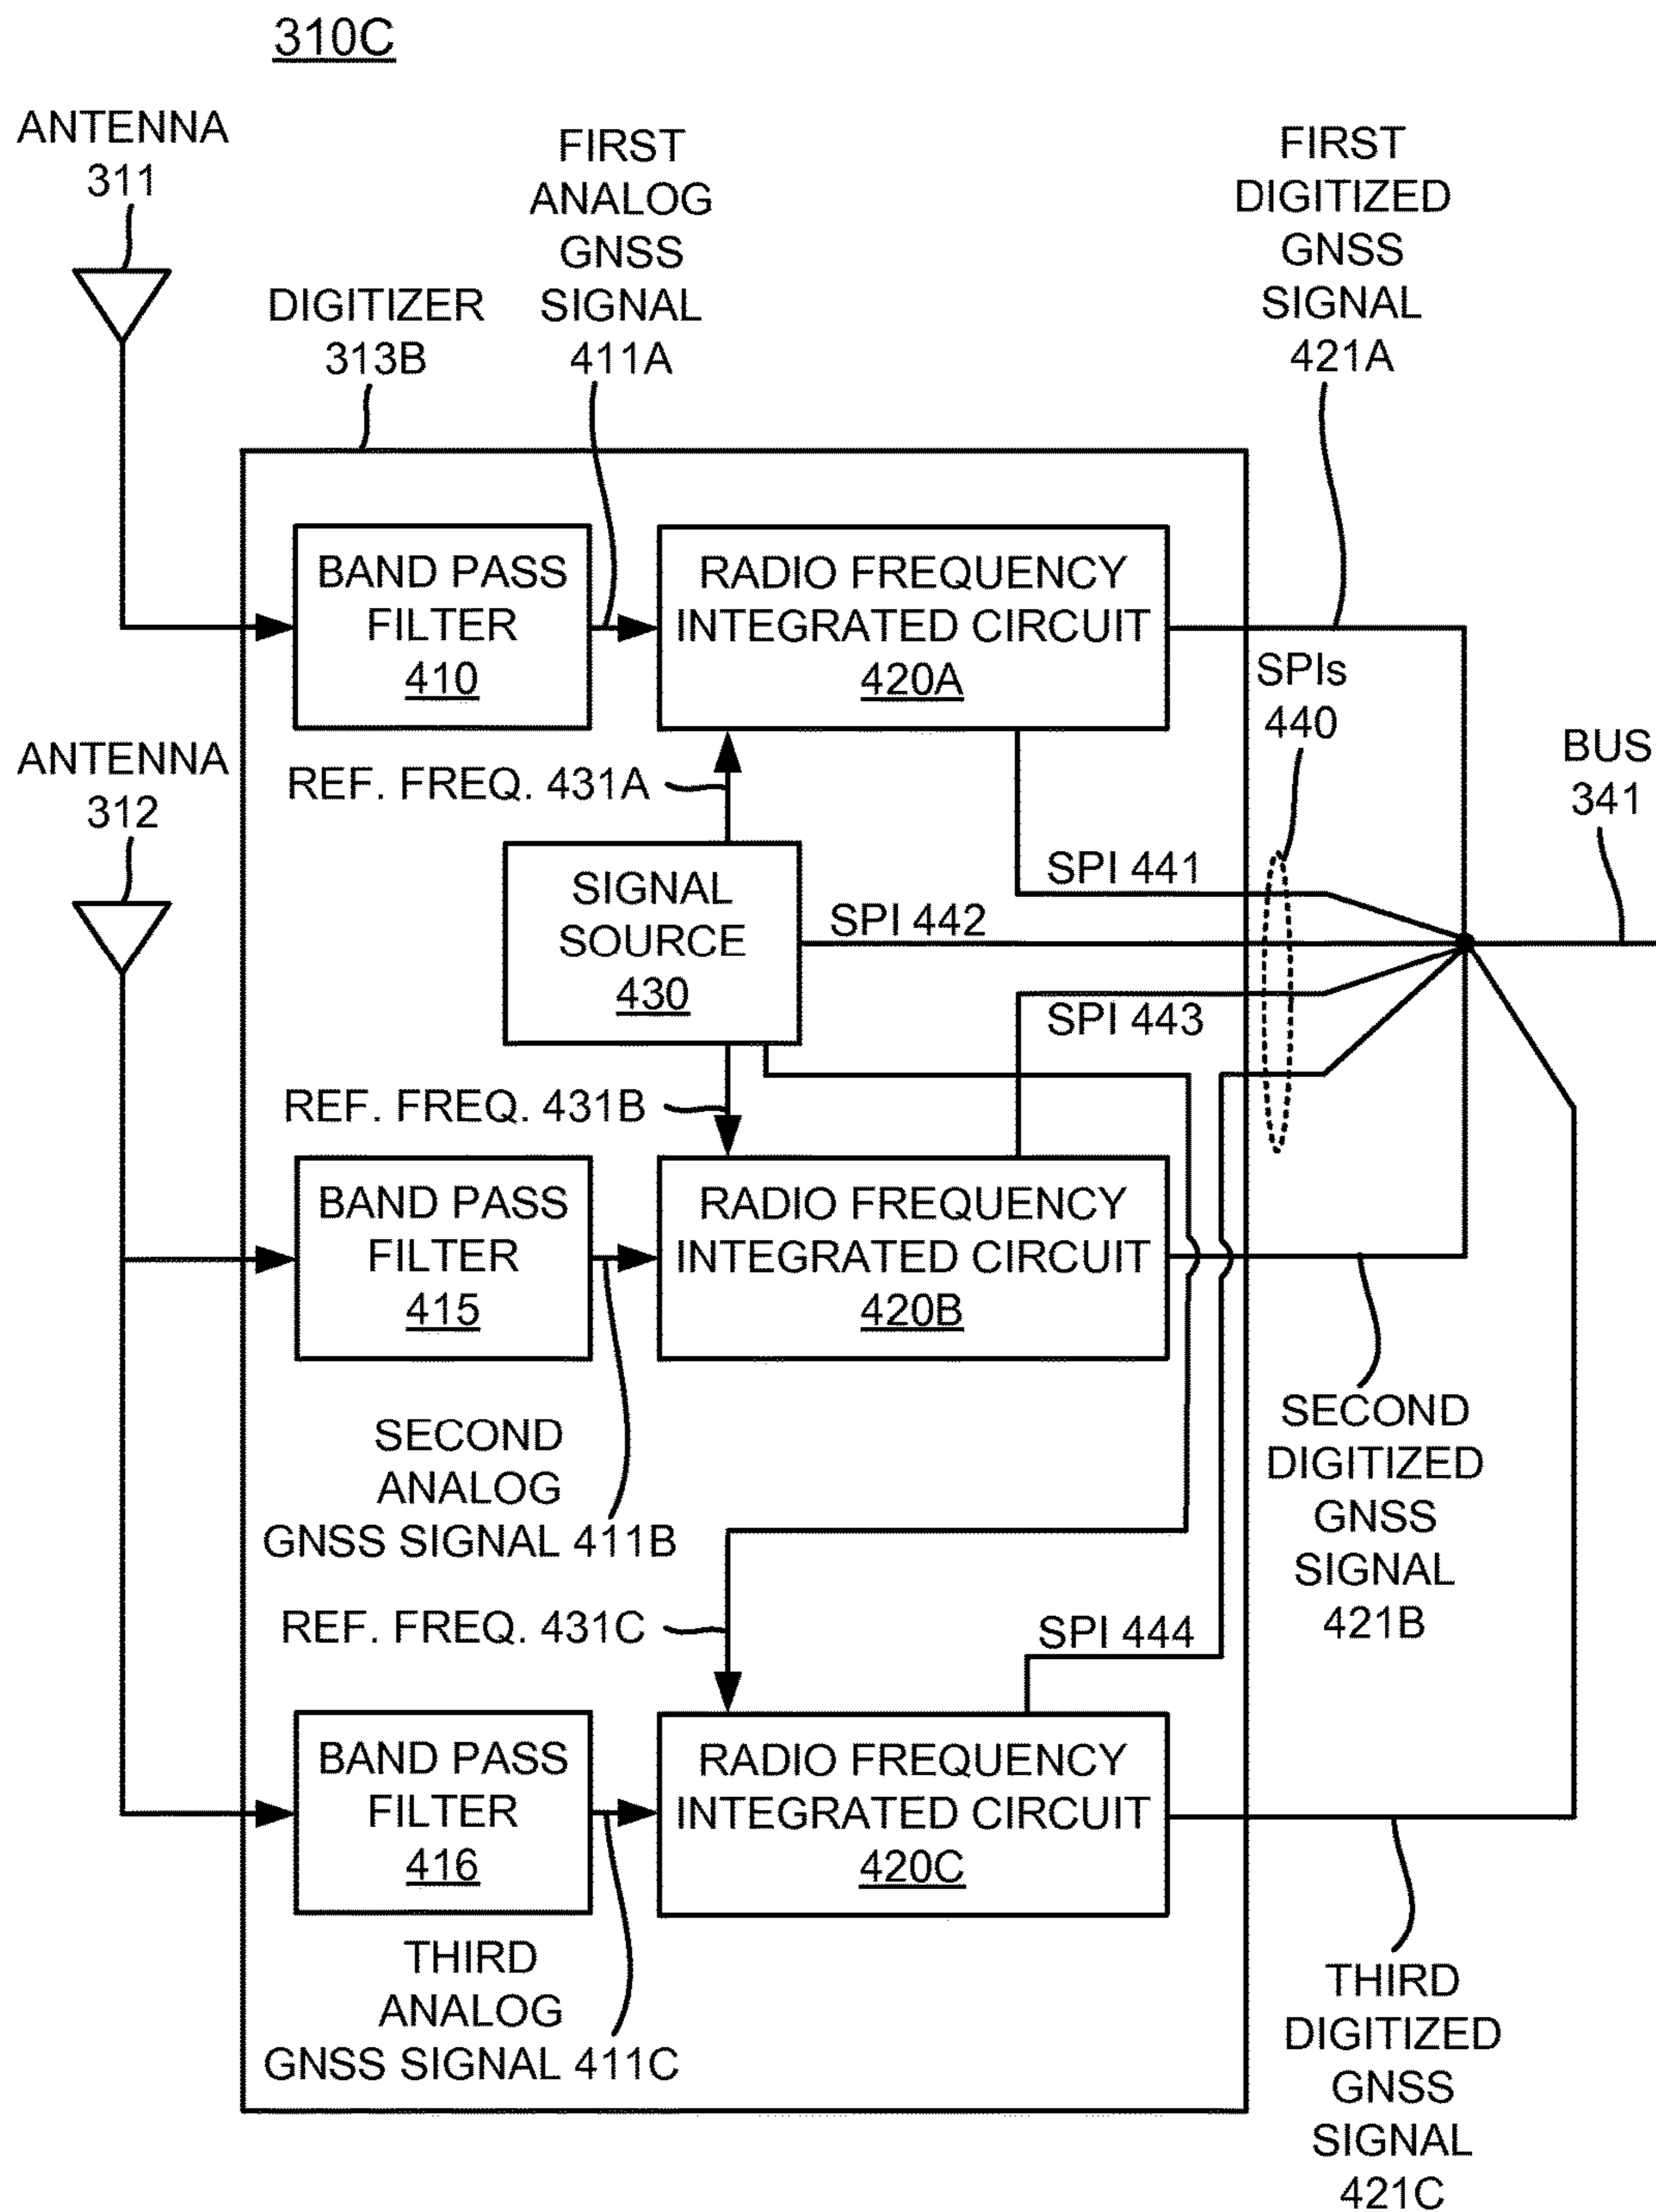 310C
ANTENNA
311
FIRST
ANALOG
GNSS
SIGNAL
411A
FIRST
DIGITIZED
GNSS
SIGNAL
421A
DIGITIZER
313B
BAND PASS
FILTER
410
RADIO FREQUENCY
INTEGRATED CIRCUIT
420A
SPIs
440
BUS
341
ANTENNA
312
REF. FREQ. 431A
SIGNAL
SOURCE
430
SPI 441
SPI 442
SPI 443
REF. FREQ. 431B
BAND PASS
FILTER
415
RADIO FREQUENCY
INTEGRATED CIRCUIT
420B
SECOND
ANALOG
GNSS SIGNAL 411B
SECOND
DIGITIZED
GNSS
SIGNAL
421B
REF. FREQ. 431C
SPI 444
BAND PASS
FILTER
416
RADIO FREQUENCY
INTEGRATED CIRCUIT
420C
THIRD
ANALOG
GNSS SIGNAL 411C
THIRD
DIGITIZED
GNSS
SIGNAL
421C